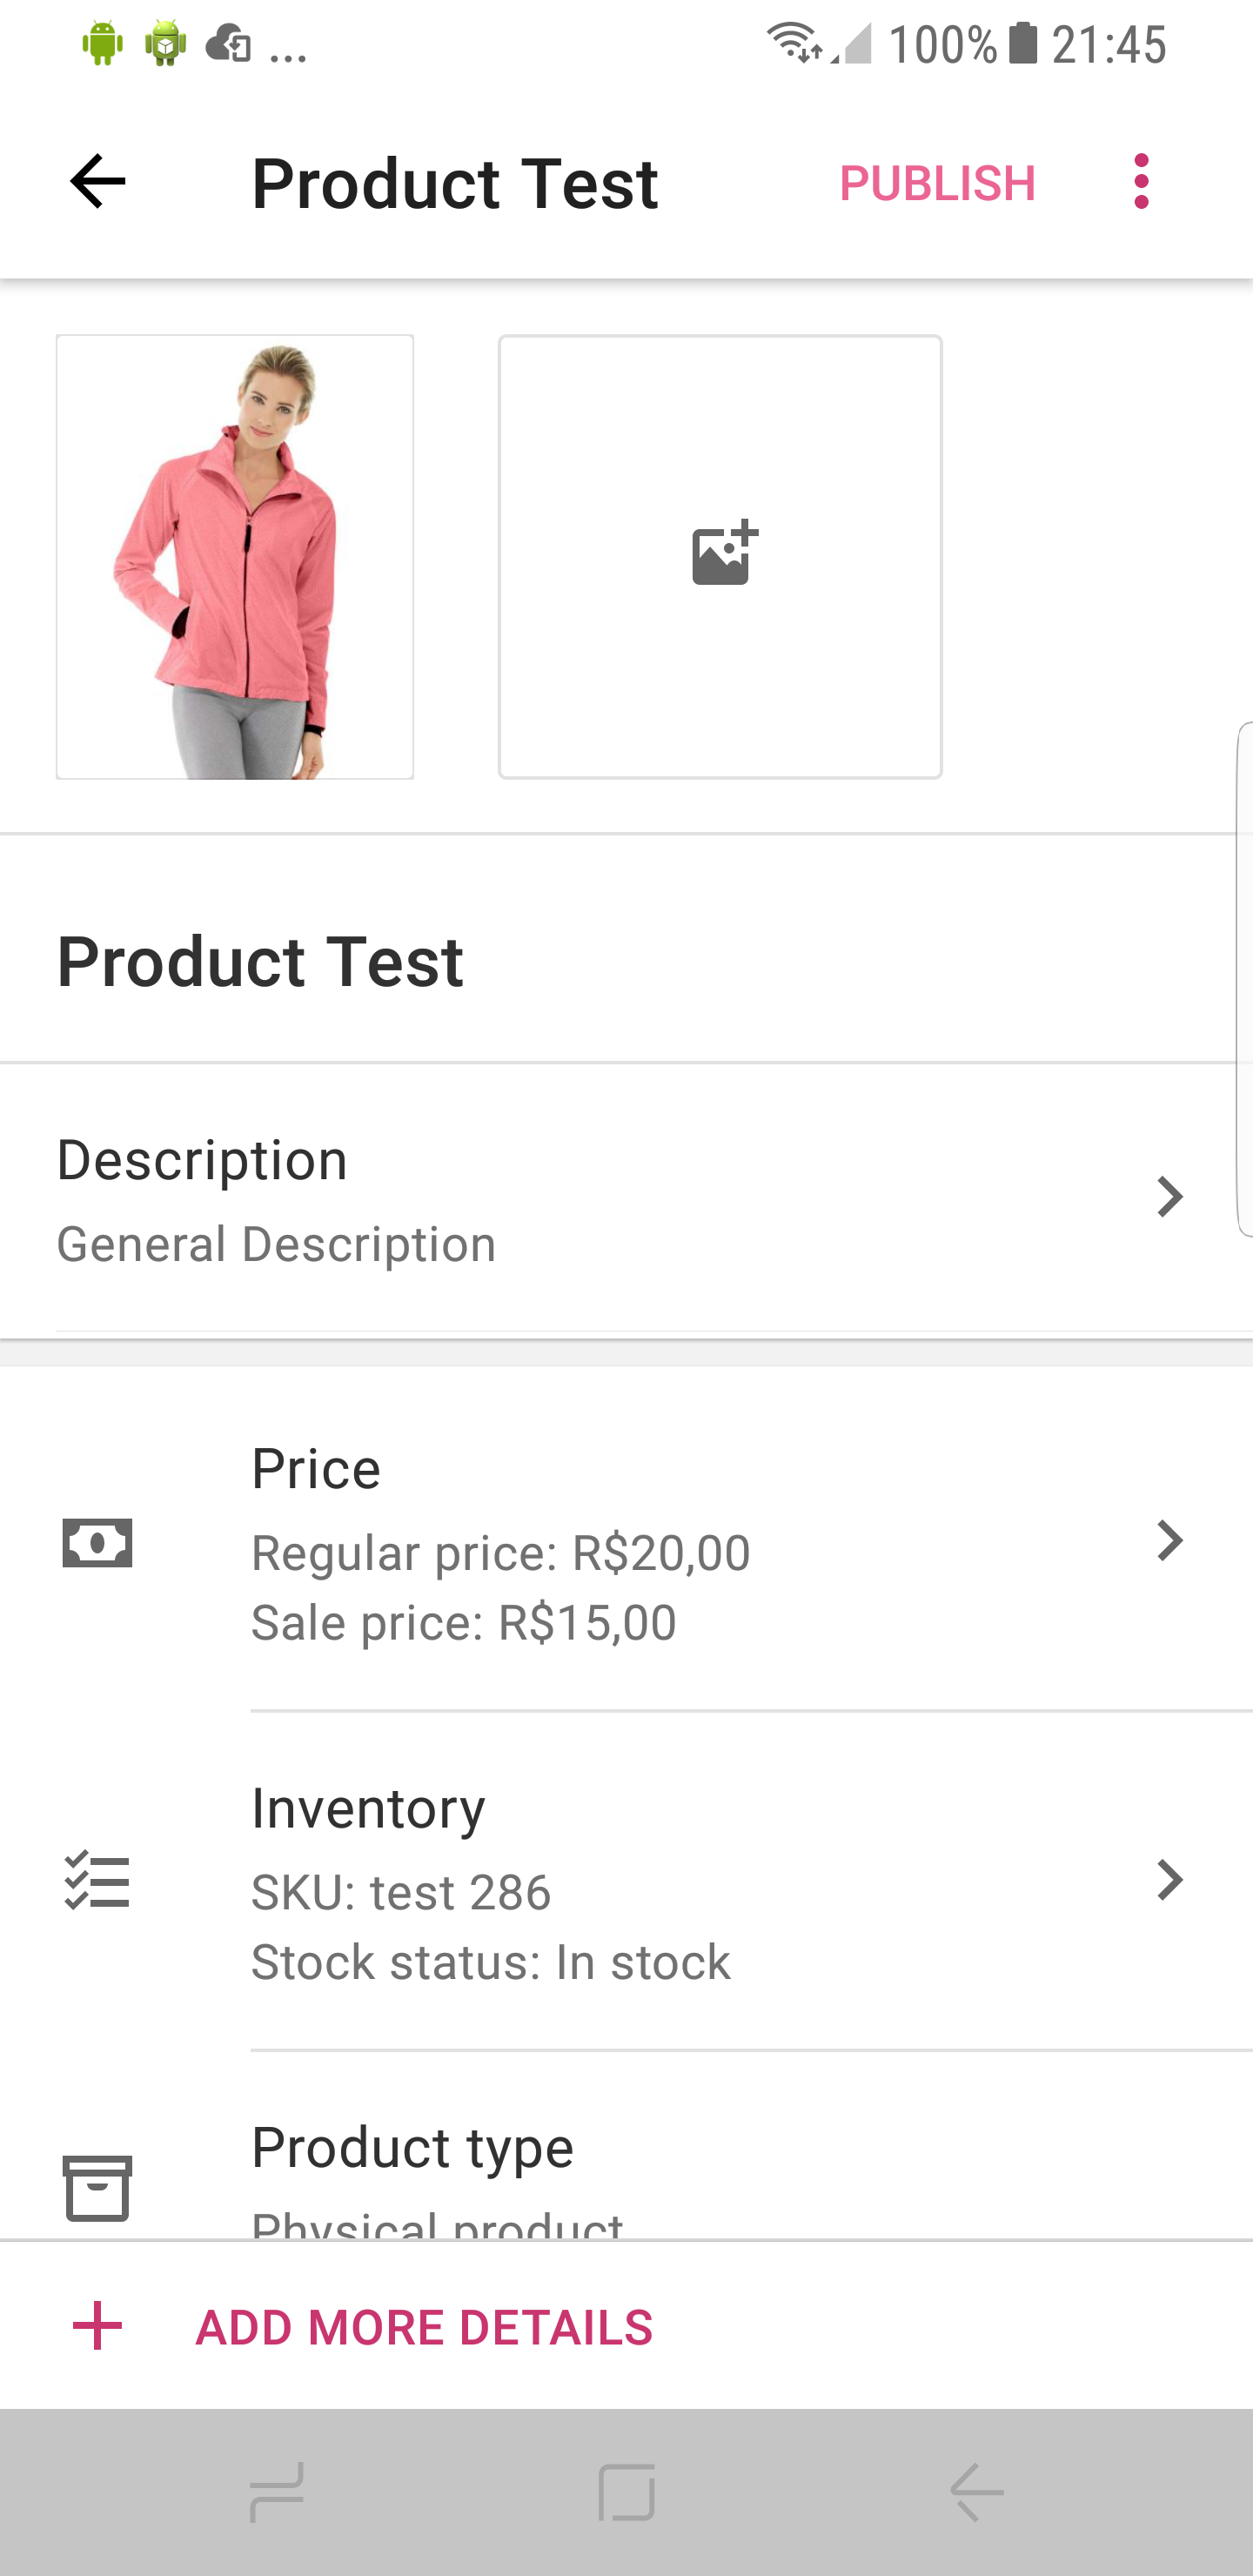 ... 100% 21:45
Product Test PUBLISH
Product Test
Description
General Description
Price
Regular price: R$20,00
Sale price: R$15,00
Inventory
SKU: test 286
Stock status: In stock
Product type
Physical product
ADD MORE DETAILS